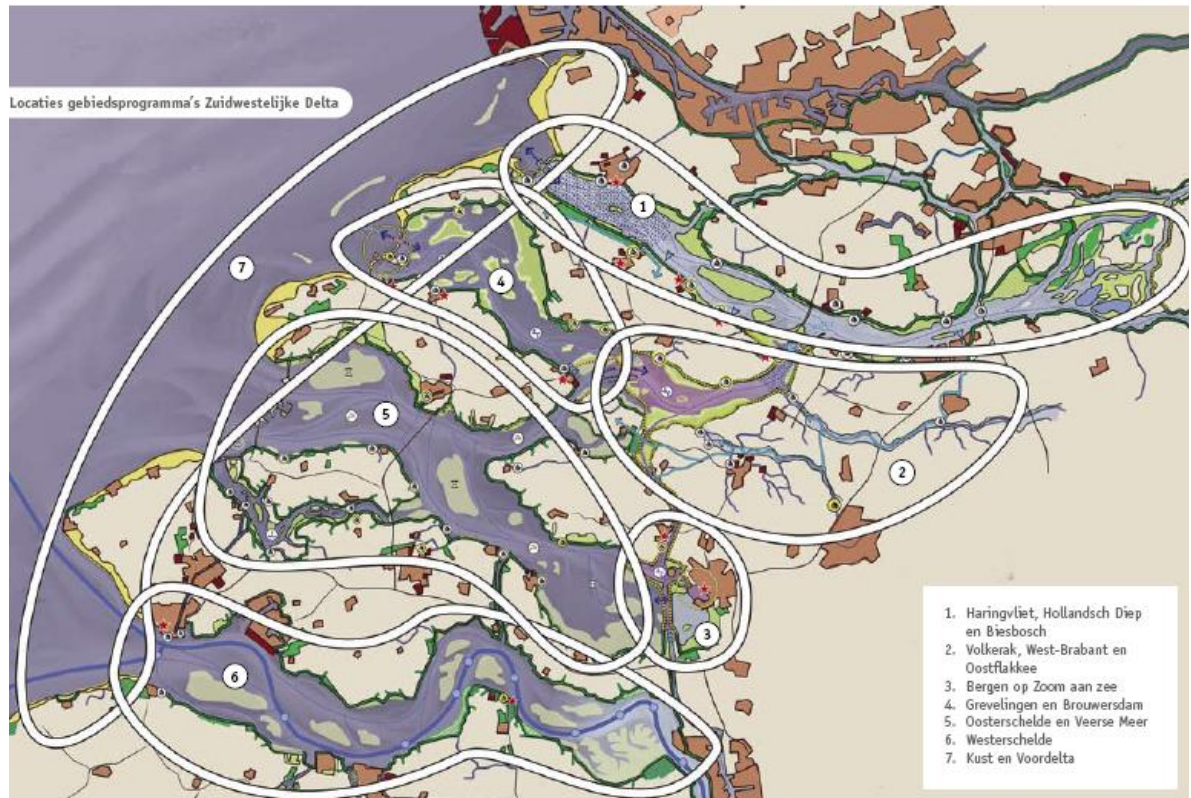 Locaties gebiedsprogramma's Zuidwestelijke Delta
1
7
4
5
2
3
6
1. Haringvliet, Hollandsch Diep
en Biesbosch
2. Volkerak, West-Brabant en
Oostflakkee
3. Bergen op Zoom aan zee
4. Grevelingen en Brouwersdam
5. Oosterschelde en Veerse Meer
6. Westerschelde
7. Kust en Voordelta